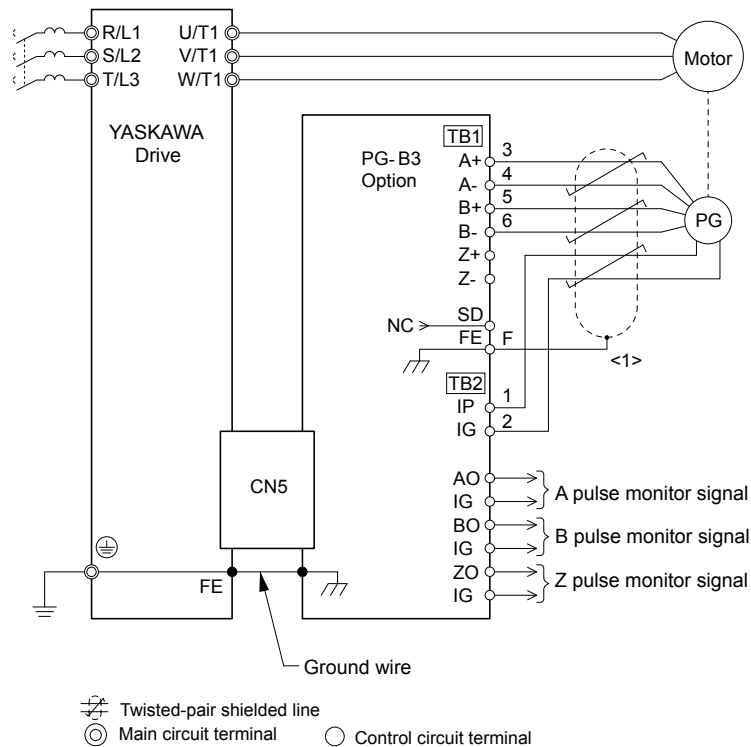 R/L1 U/T1
S/L2 V/T1
T/L3 W/T1
Motor
YASKAWA
Drive
PG-B3
Option
TB1
A+ 3
A- 4
B+ 5
B- 6
Z+
Z-
PG
NC SD
FE F
<1>
TB2
IP 1
IG 2
CN5
AO
IG
A pulse monitor signal
BO
IG
B pulse monitor signal
ZO
IG
Z pulse monitor signal
FE
Ground wire
Twisted-pair shielded line
Main circuit terminal Control circuit terminal